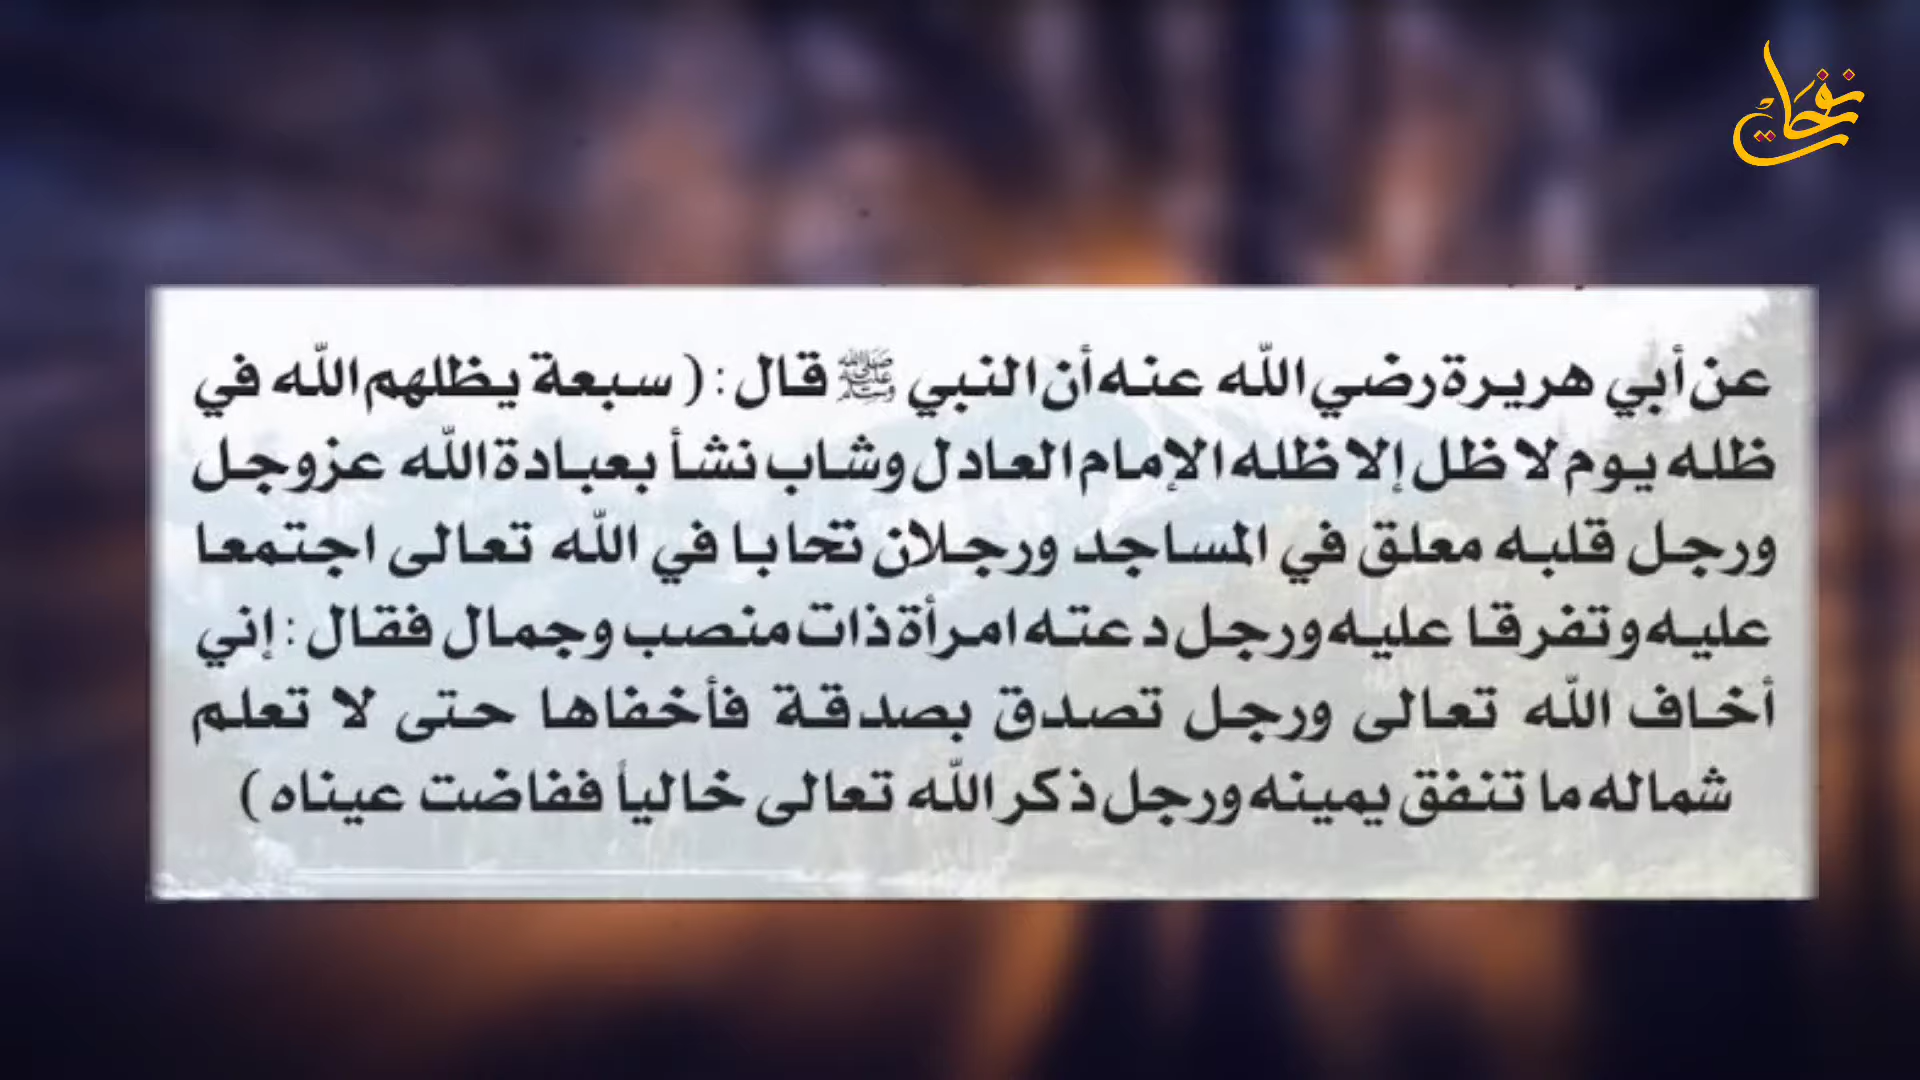 نفحات
عن أبي هريرة رضي الله عنه أن النبي ﷺ قال : ( سبعة يظلهم الله في
ظله يوم لا ظل إلا ظله الإمام العادل وشاب نشأ بعبادة الله عزوجل
ورجل قلبه معلق في المساجد ورجلان تحابا في الله تعالى اجتمعا
عليه وتفرقا عليه ورجل دعته امرأة ذات منصب وجمال فقال : إني
أخاف الله تعالى ورجل تصدق بصدقة فأخفاها حتى لا تعلم
شماله ما تنفق يمينه ورجل ذكر الله تعالى خالياً ففاضت عيناه )